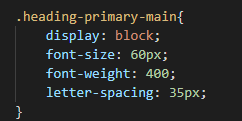 .heading-primary-main{
    display: block;
    font-size: 60px;
    font-weight: 400;
    letter-spacing: 35px;
}